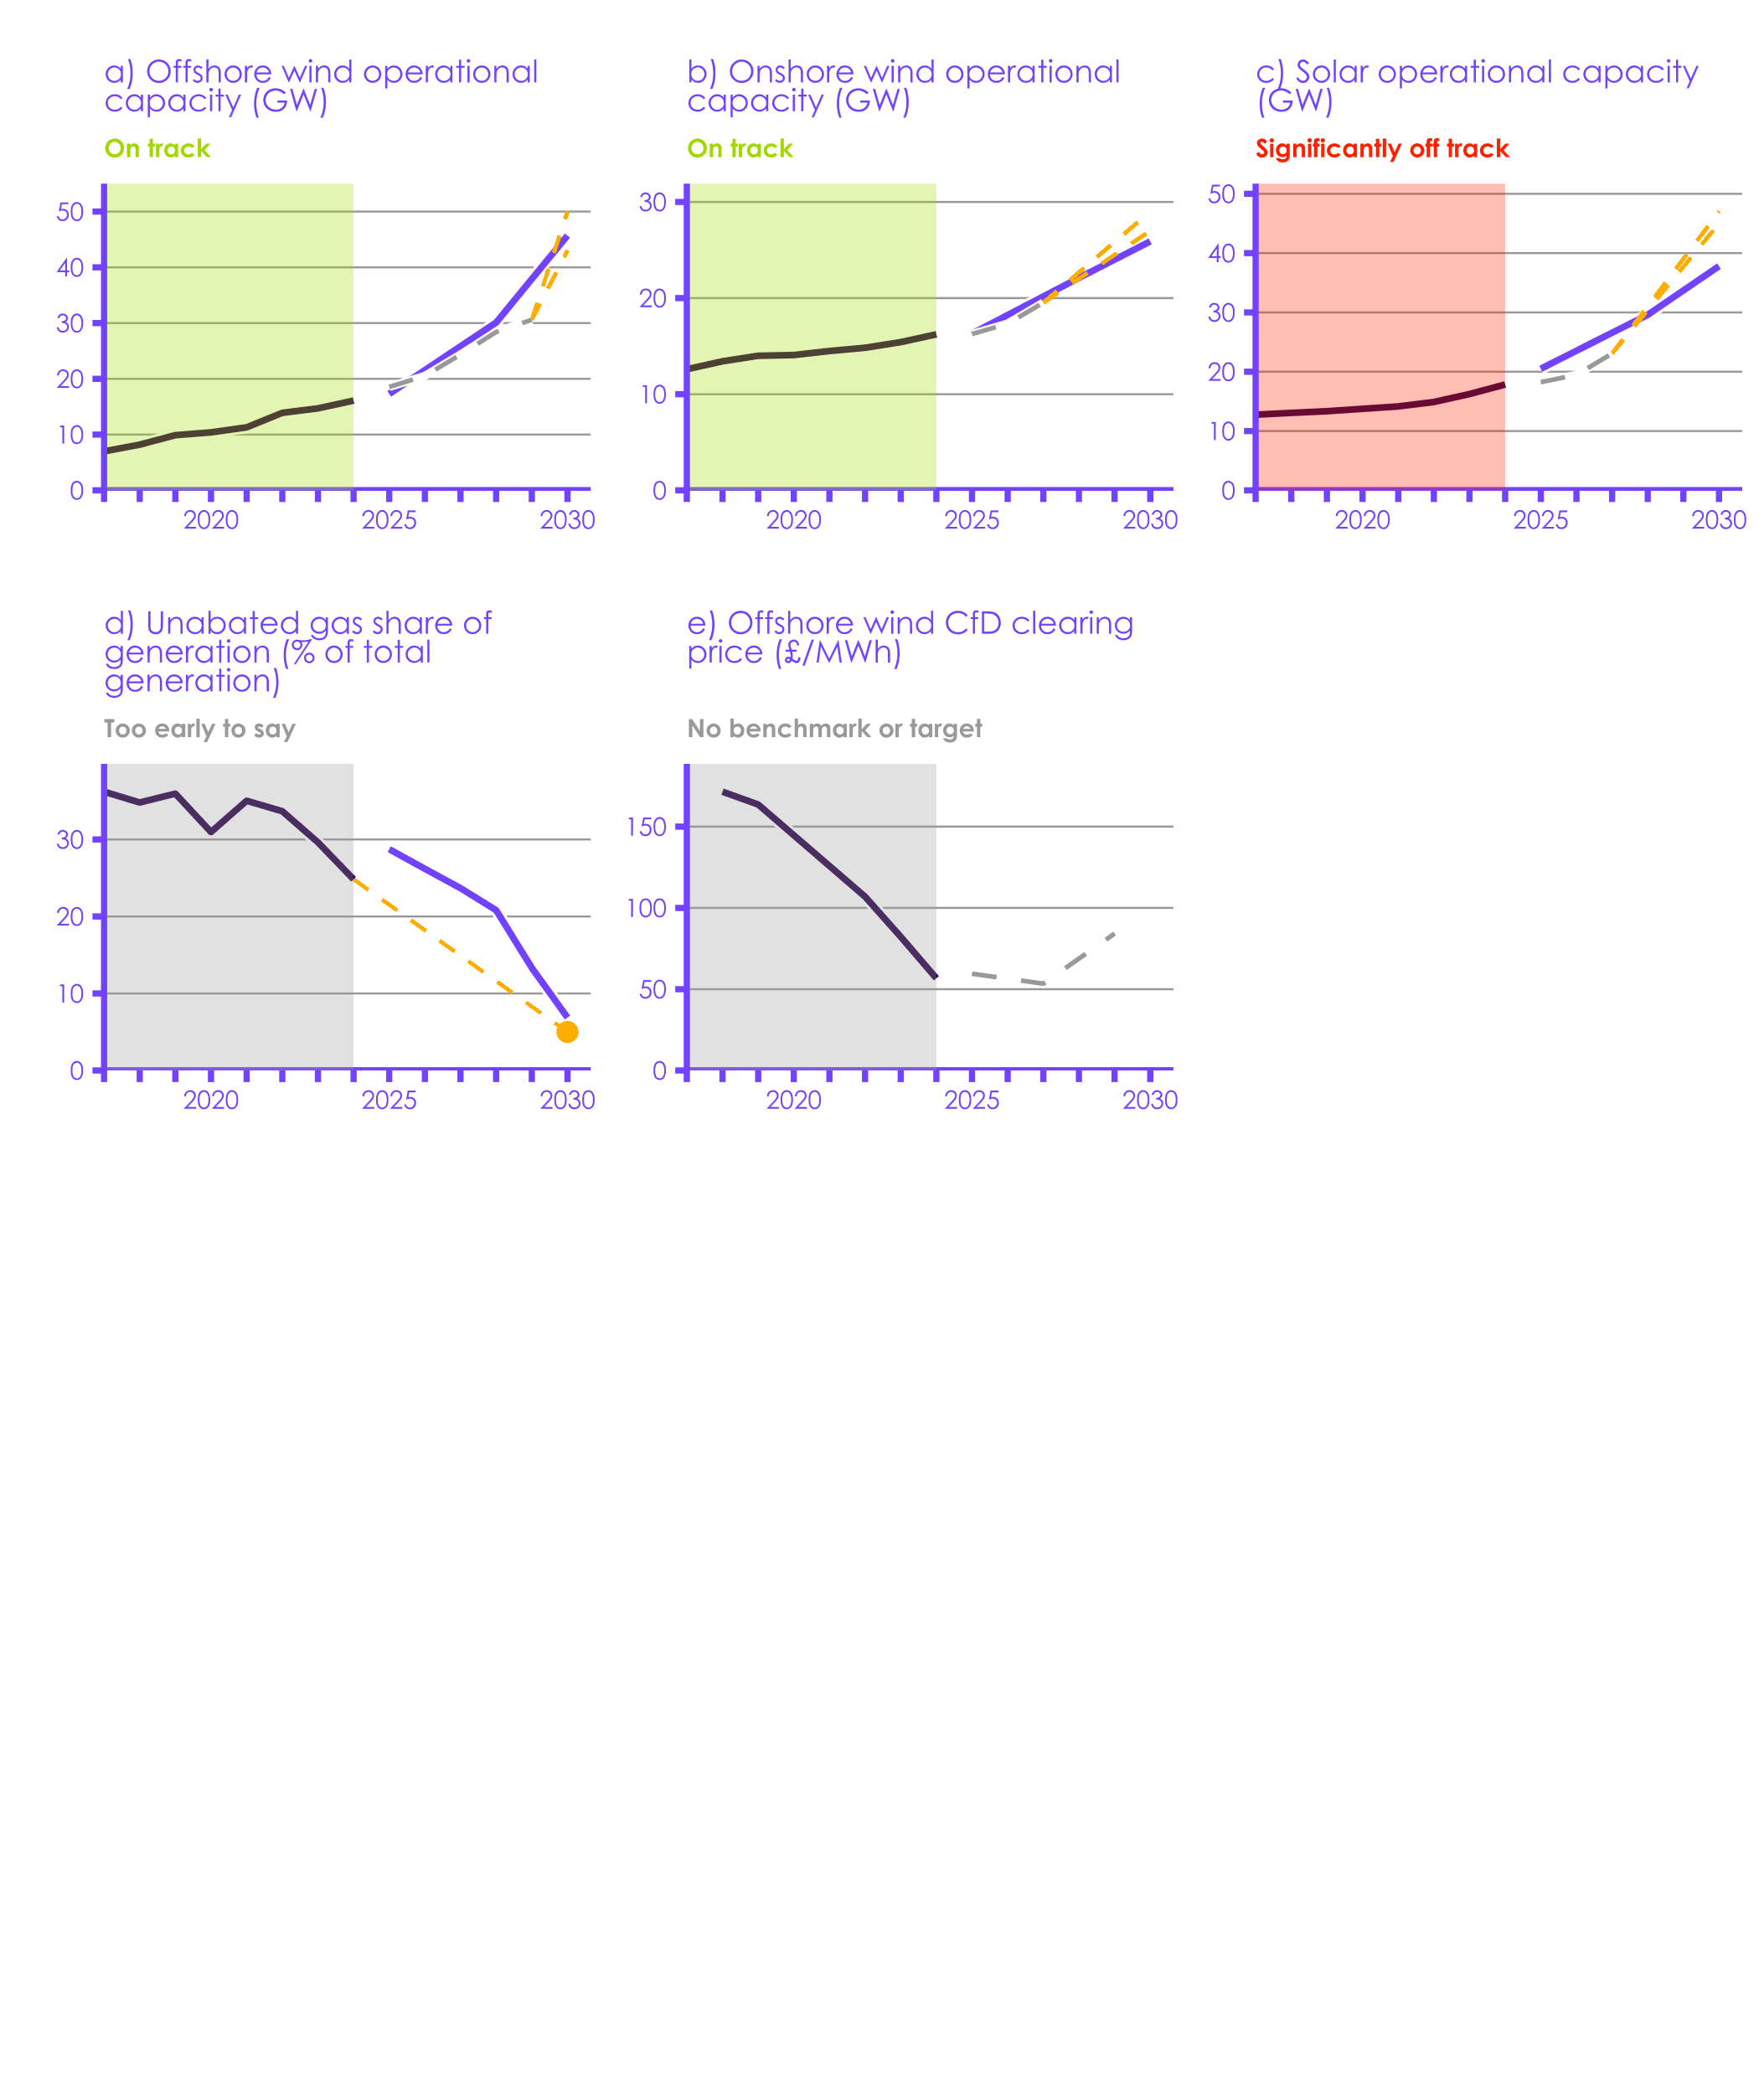 a) Offshore wind operational
capacity (GW)
On track
50
40
30
20
10
0
2020 2025 2030
b) Onshore wind operational
capacity (GW)
On track
30
20
10
0
2020 2025 2030
c) Solar operational capacity
(GW)
Significantly off track
50
40
30
20
10
0
2020 2025 2030
d) Unabated gas share of
generation (% of total
generation)
Too early to say
30
20
10
0
2020 2025 2030
e) Offshore wind CfD clearing
price (£/MWh)
No benchmark or target
150
100
50
0
2020 2025 2030